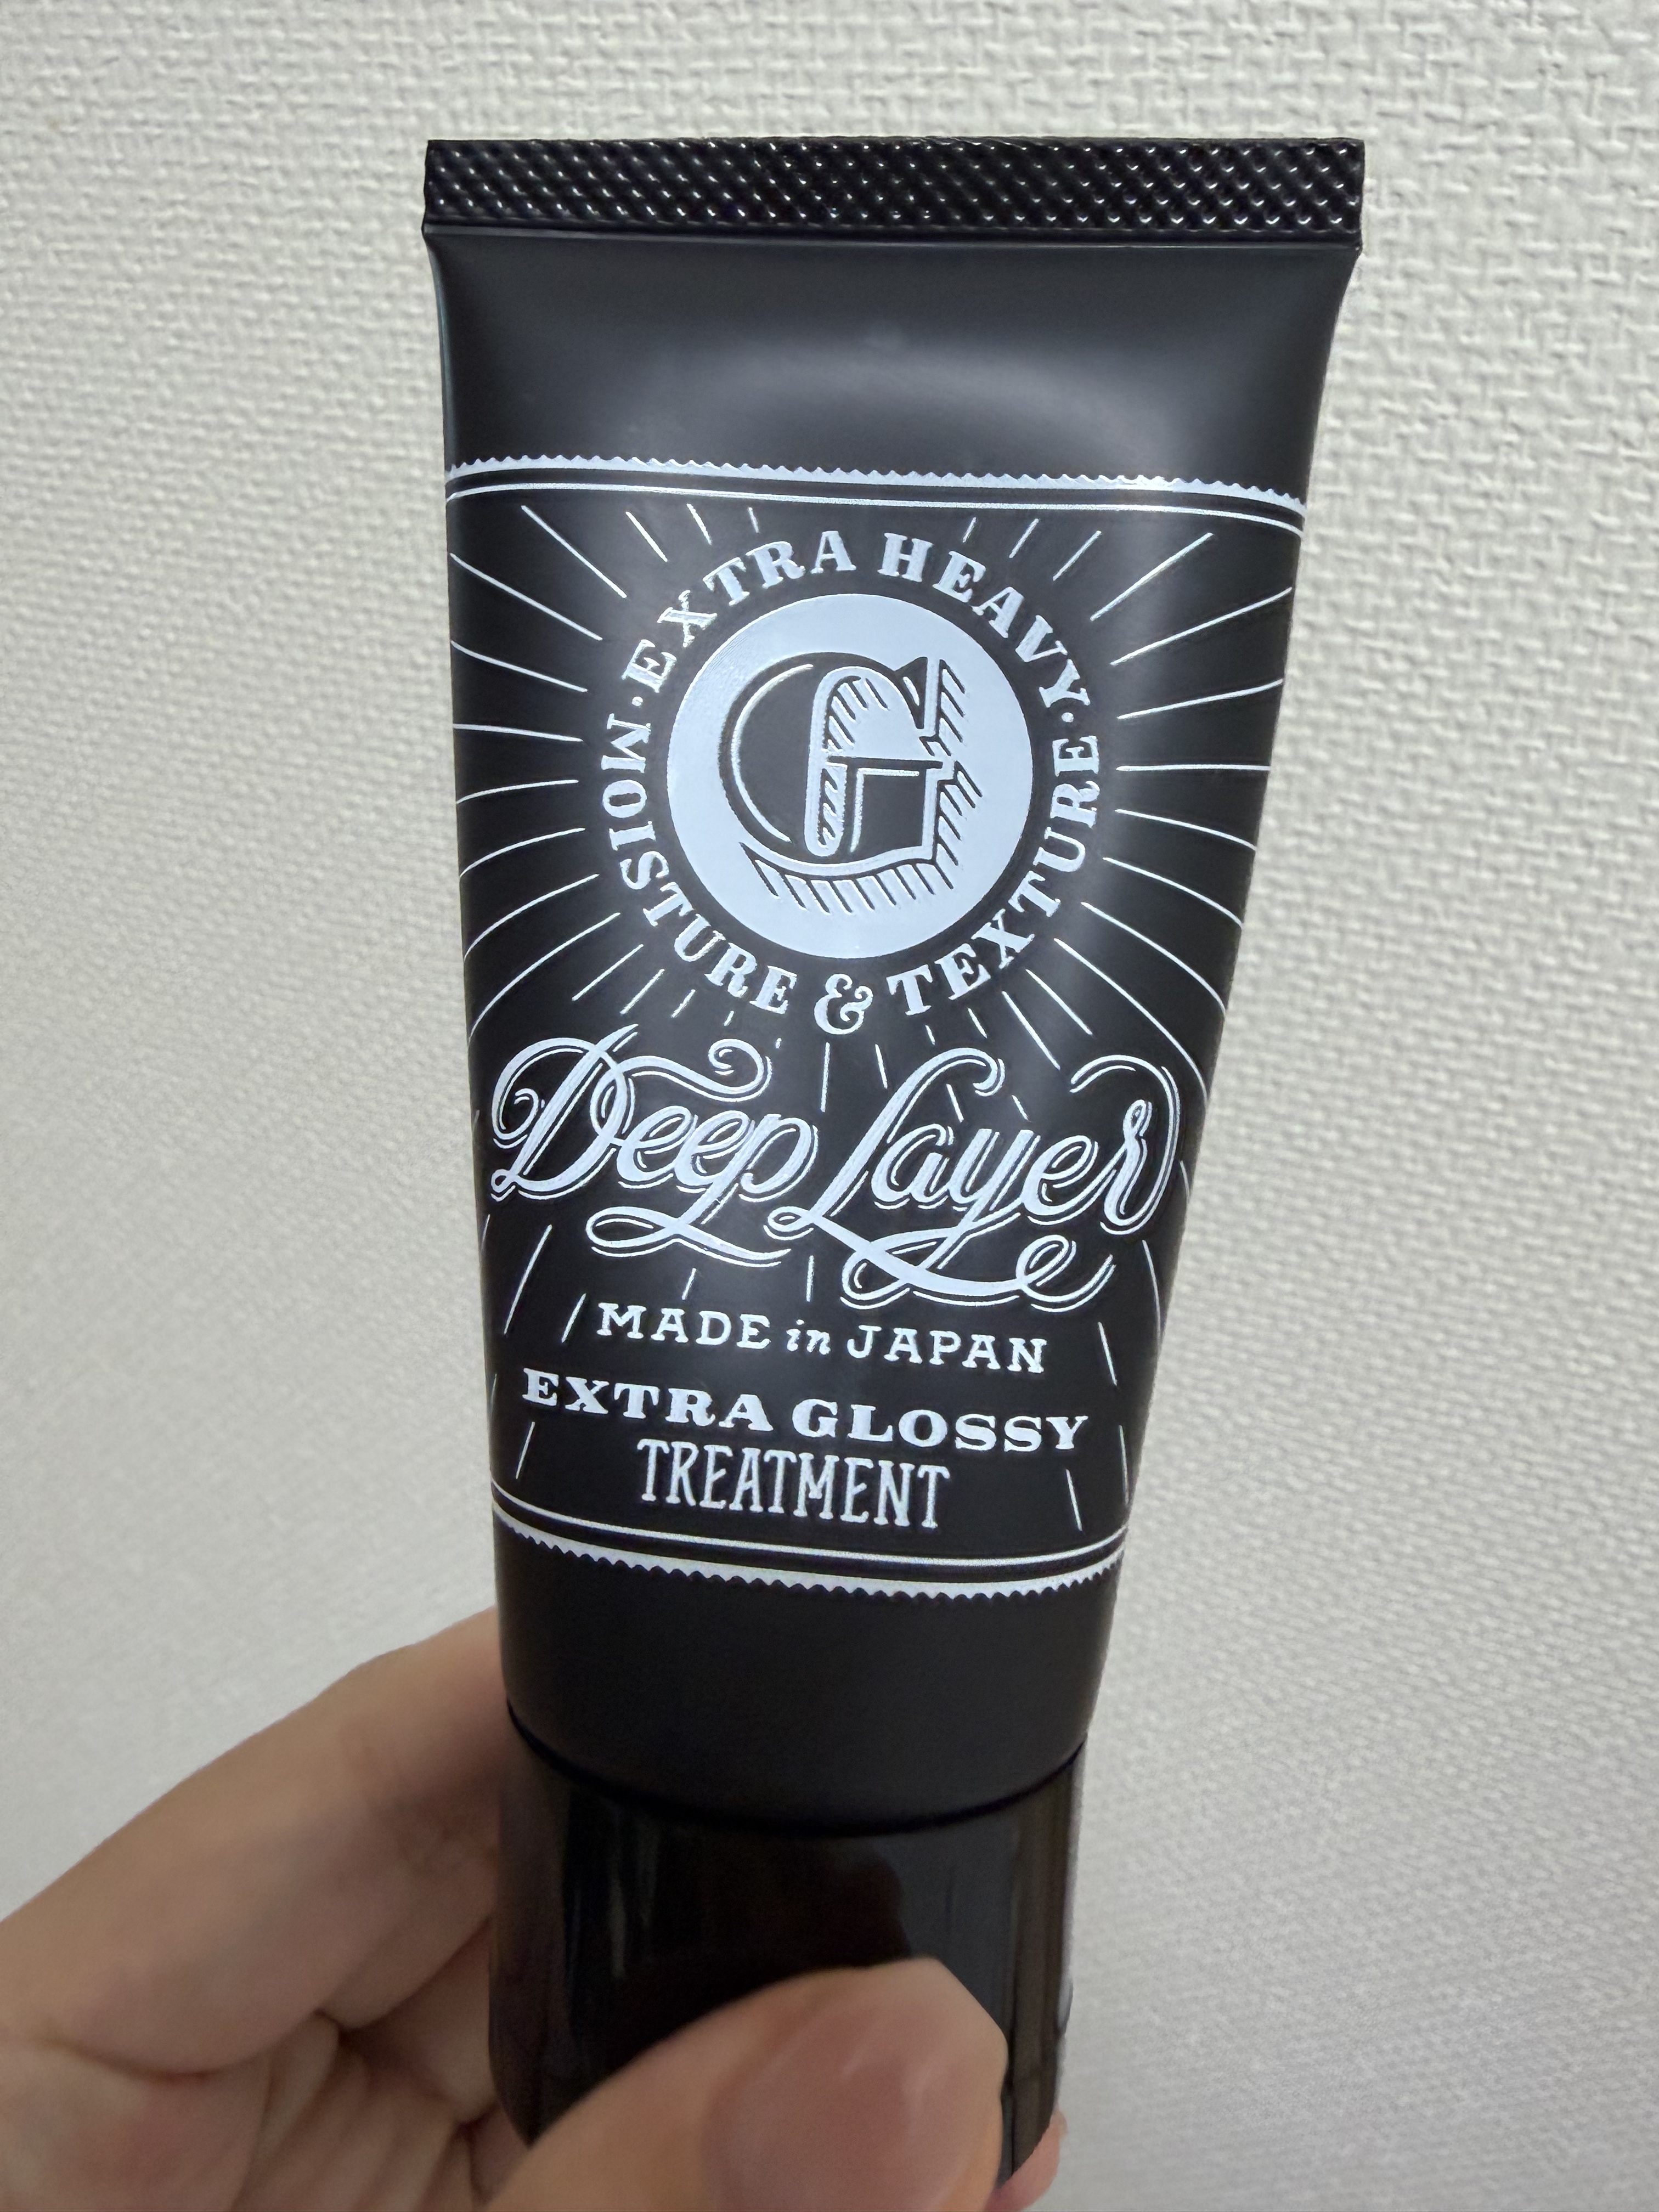 EXTRA HEAVY
· MOISTURE & TEXTURE ·
G
Deep Layer
MADE in JAPAN
EXTRA GLOSSY
TREATMENT